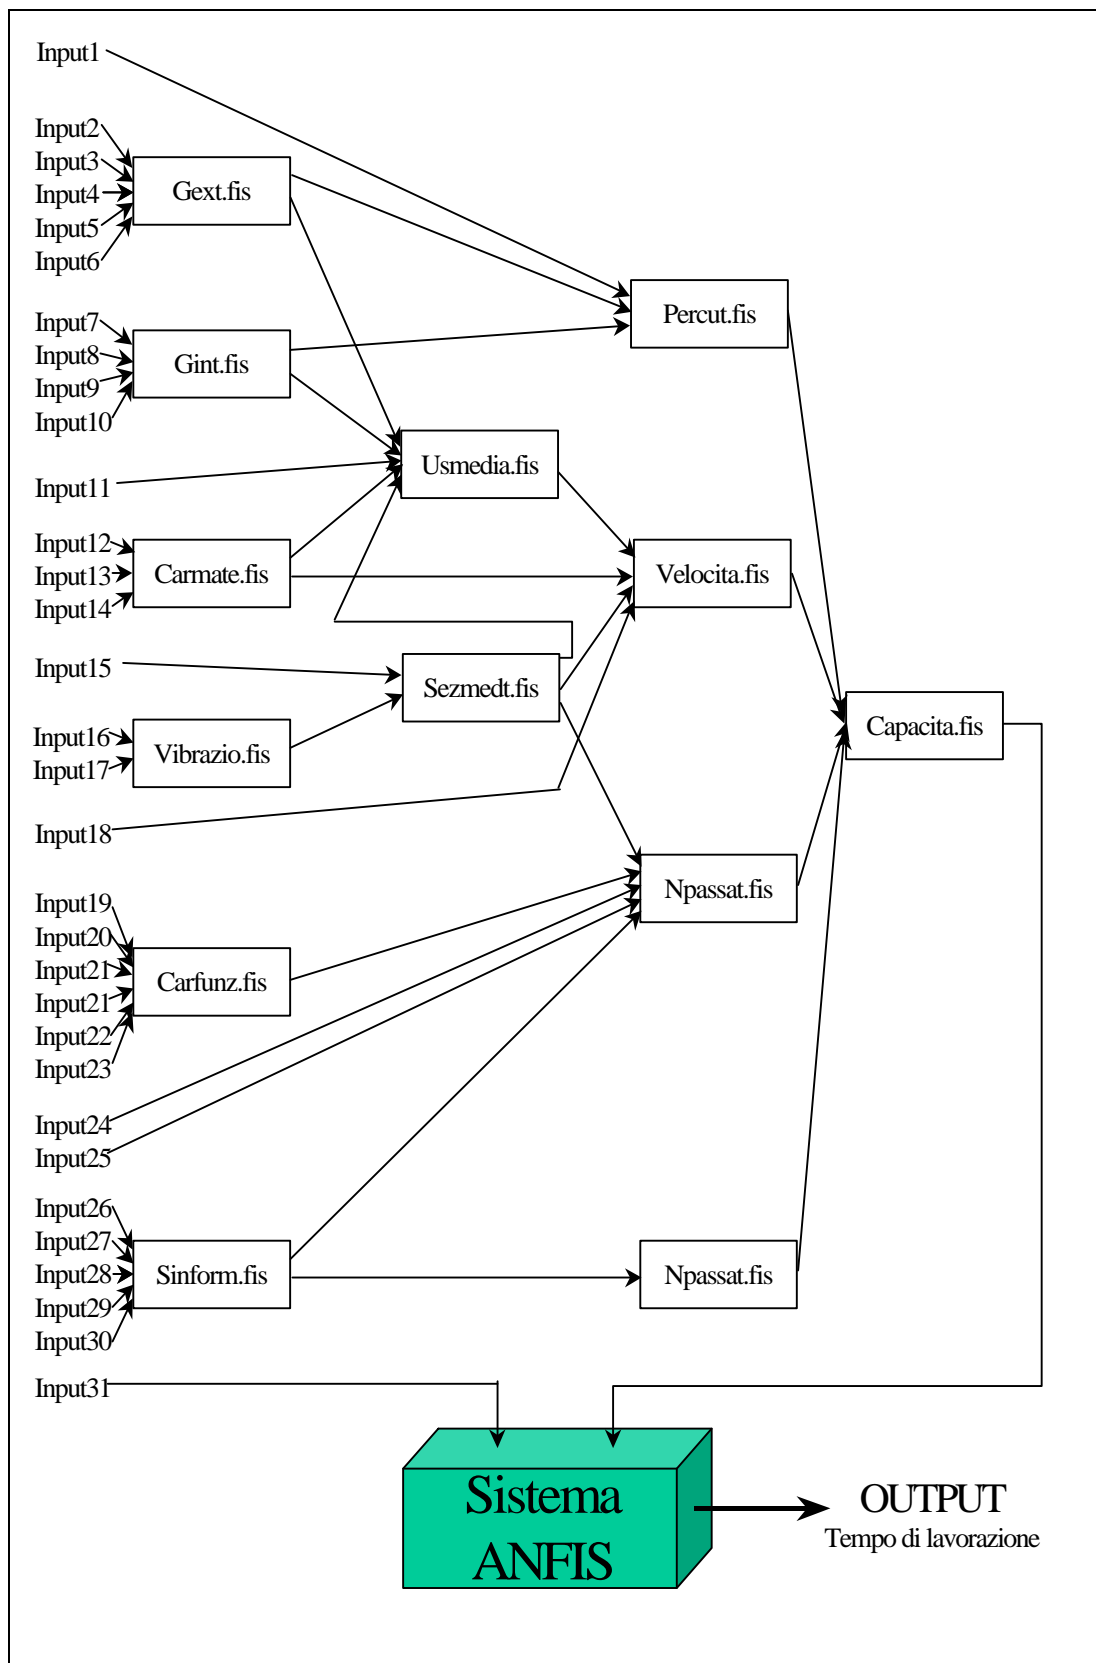 Input1
Input2
Input3
Input4
Input5
Input6
Gext.fis
Percut.fis
Input7
Input8
Input9
Input10
Gint.fis
Usmedia.fis
Input11
Input12
Input13
Input14
Carmate.fis
Velocita.fis
Input15
Sezmedt.fis
Capacita.fis
Input16
Input17
Vibrazio.fis
Input18
Npassat.fis
Input19
Input20
Input21
Input21
Input22
Input23
Carfunz.fis
Input24
Input25
Input26
Input27
Input28
Input29
Input30
Sinform.fis
Npassat.fis
Input31
Sistema
ANFIS
OUTPUT
Tempo di lavorazione